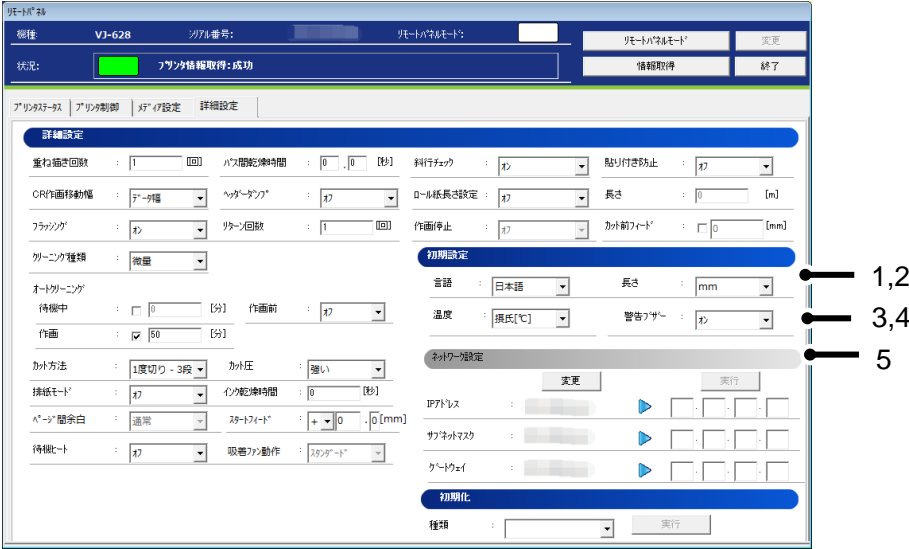 ﾘﾓｰﾄﾊﾟﾈﾙ
機種: VJ-628 ｼﾘｱﾙ番号: ﾘﾓｰﾄﾊﾟﾈﾙﾓｰﾄﾞ: ﾘﾓｰﾄﾊﾟﾈﾙﾓｰﾄﾞ 変更
状況: ﾌﾟﾘﾝﾀ情報取得:成功 情報取得 終了
ﾌﾟﾘﾝﾀｽﾃｰﾀｽ ﾌﾟﾘﾝﾀ制御 ﾒﾃﾞｨｱ設定 詳細設定
詳細設定
重ね描き回数 : 1 [回] ﾊﾟｽ間乾燥時間 : 0 . 0 [秒] 斜行ﾁｪｯｸ : ｵﾝ 貼り付き防止 : ｵﾌ
CR作画移動幅 : ﾃﾞｰﾀ幅 ﾍｯﾀﾞｰﾀﾞﾝﾌﾟ : ｵﾌ ﾛｰﾙ紙長さ設定 : ｵﾌ 長さ : 0 [m]
ﾌﾗｯｼﾝｸﾞ : ｵﾝ ﾘﾀｰﾝ回数 : 1 [回] 作画停止 : ｵﾌ ｶｯﾄ前ﾌｨｰﾄﾞ : 0 [mm]
ｸﾘｰﾆﾝｸﾞ種類 : 微量
ｵｰﾄｸﾘｰﾆﾝｸﾞ
待機中 : 0 [分] 作画前 : ｵﾌ
作画 : 50 [分]
ｶｯﾄ方法 : 1度切り - 3段 ｶｯﾄ圧 : 強い
排紙ﾓｰﾄﾞ : ｵﾌ ｲﾝｸ乾燥時間 : 0 [秒]
ﾍﾟｰｼﾞ間余白 : 通常 ｽﾀｰﾄﾌｨｰﾄﾞ : + 0 . 0 [mm]
待機ﾋｰﾄ : ｵﾌ 吸着ﾌｧﾝ動作 : ｽﾀﾝﾀﾞｰﾄﾞ
初期設定
言語 : 日本語 長さ : mm
温度 : 摂氏[℃] 警告ﾌﾞｻﾞｰ : ｵﾝ
ﾈｯﾄﾜｰｸ設定
変更 実行
IPｱﾄﾞﾚｽ : . . .
ｻﾌﾞﾈｯﾄﾏｽｸ : . . .
ｹﾞｰﾄｳｪｲ : . . .
初期化
種類 : 実行
1,2
3,4
5